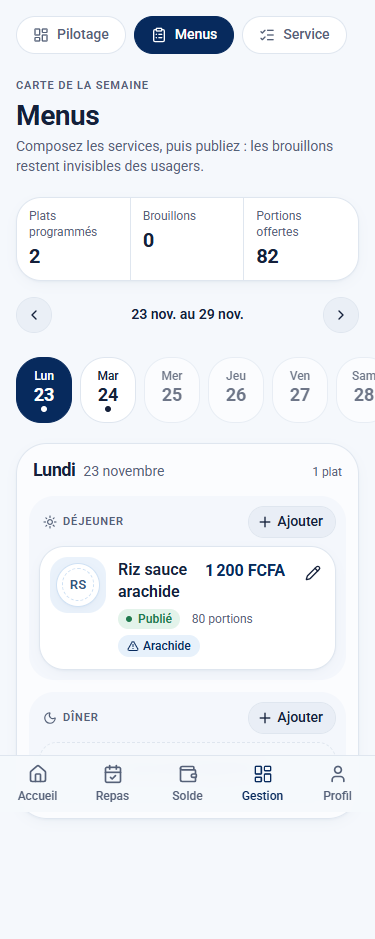 Pilotage
Menus
Service
CARTE DE LA SEMAINE
Menus
Composez les services, puis publiez : les brouillons
restent invisibles des usagers.
Plats
programmés
2
Brouillons
0
Portions
offertes
82
23 nov. au 29 nov.
Lun
23
Mar
24
Mer
25
Jeu
26
Ven
27
Sam
28
Lundi 23 novembre
1 plat
DÉJEUNER
Ajouter
RS
Riz sauce
arachide
1 200 FCFA
Publié
80 portions
Arachide
DÎNER
Ajouter
Accueil
Repas
Solde
Gestion
Profil